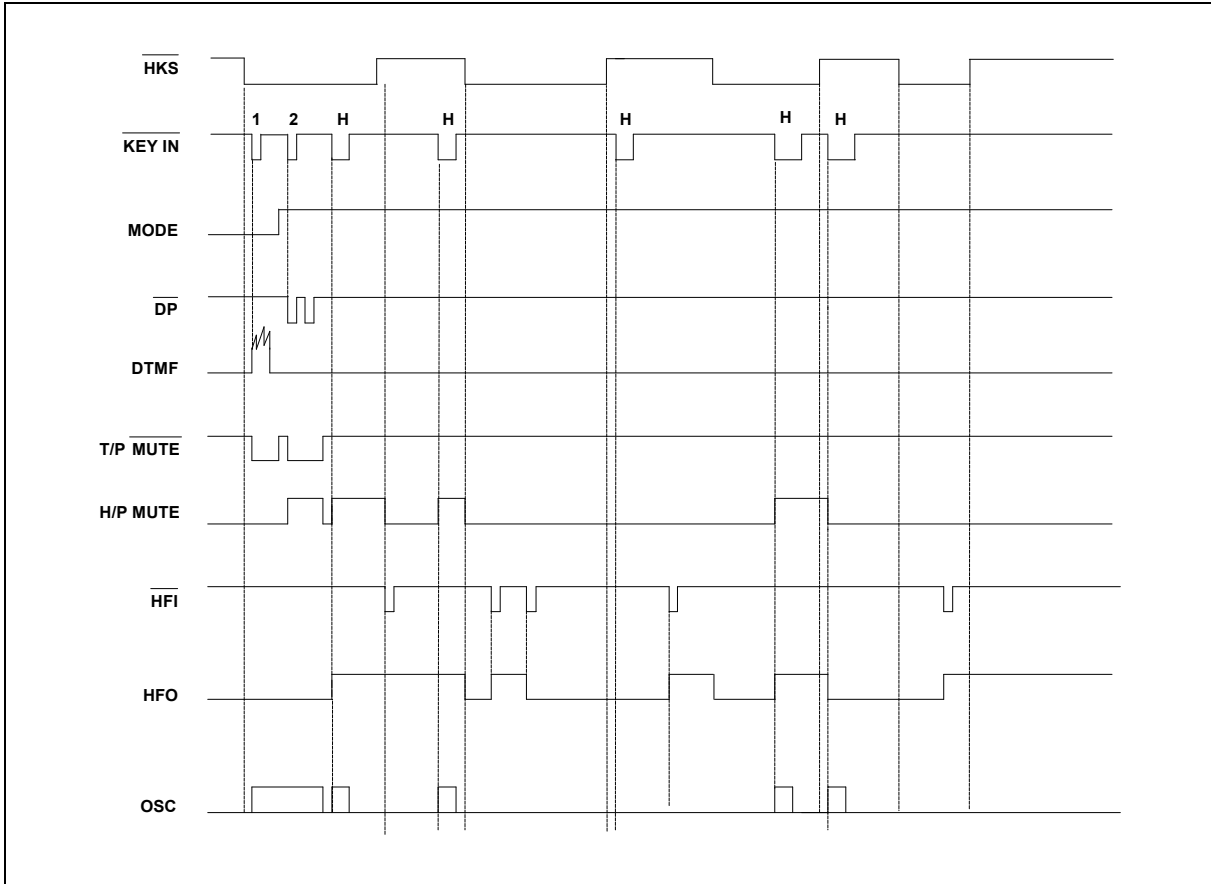 HKS
1 2 H H H H H
KEY IN
MODE
DP
DTMF
T/P MUTE
H/P MUTE
HFI
HFO
OSC